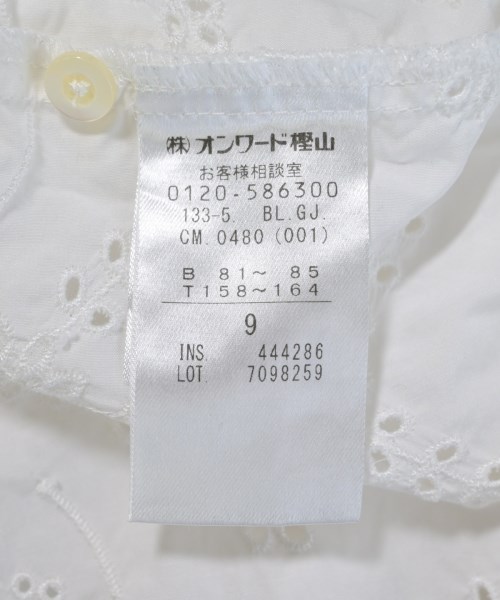 ㈱オンワード樫山
お客様相談室
0120-586300
133-5. BL.GJ.
CM.0480 (001)
B 81～ 85
T158～164
9
INS. 444286
LOT. 7098259